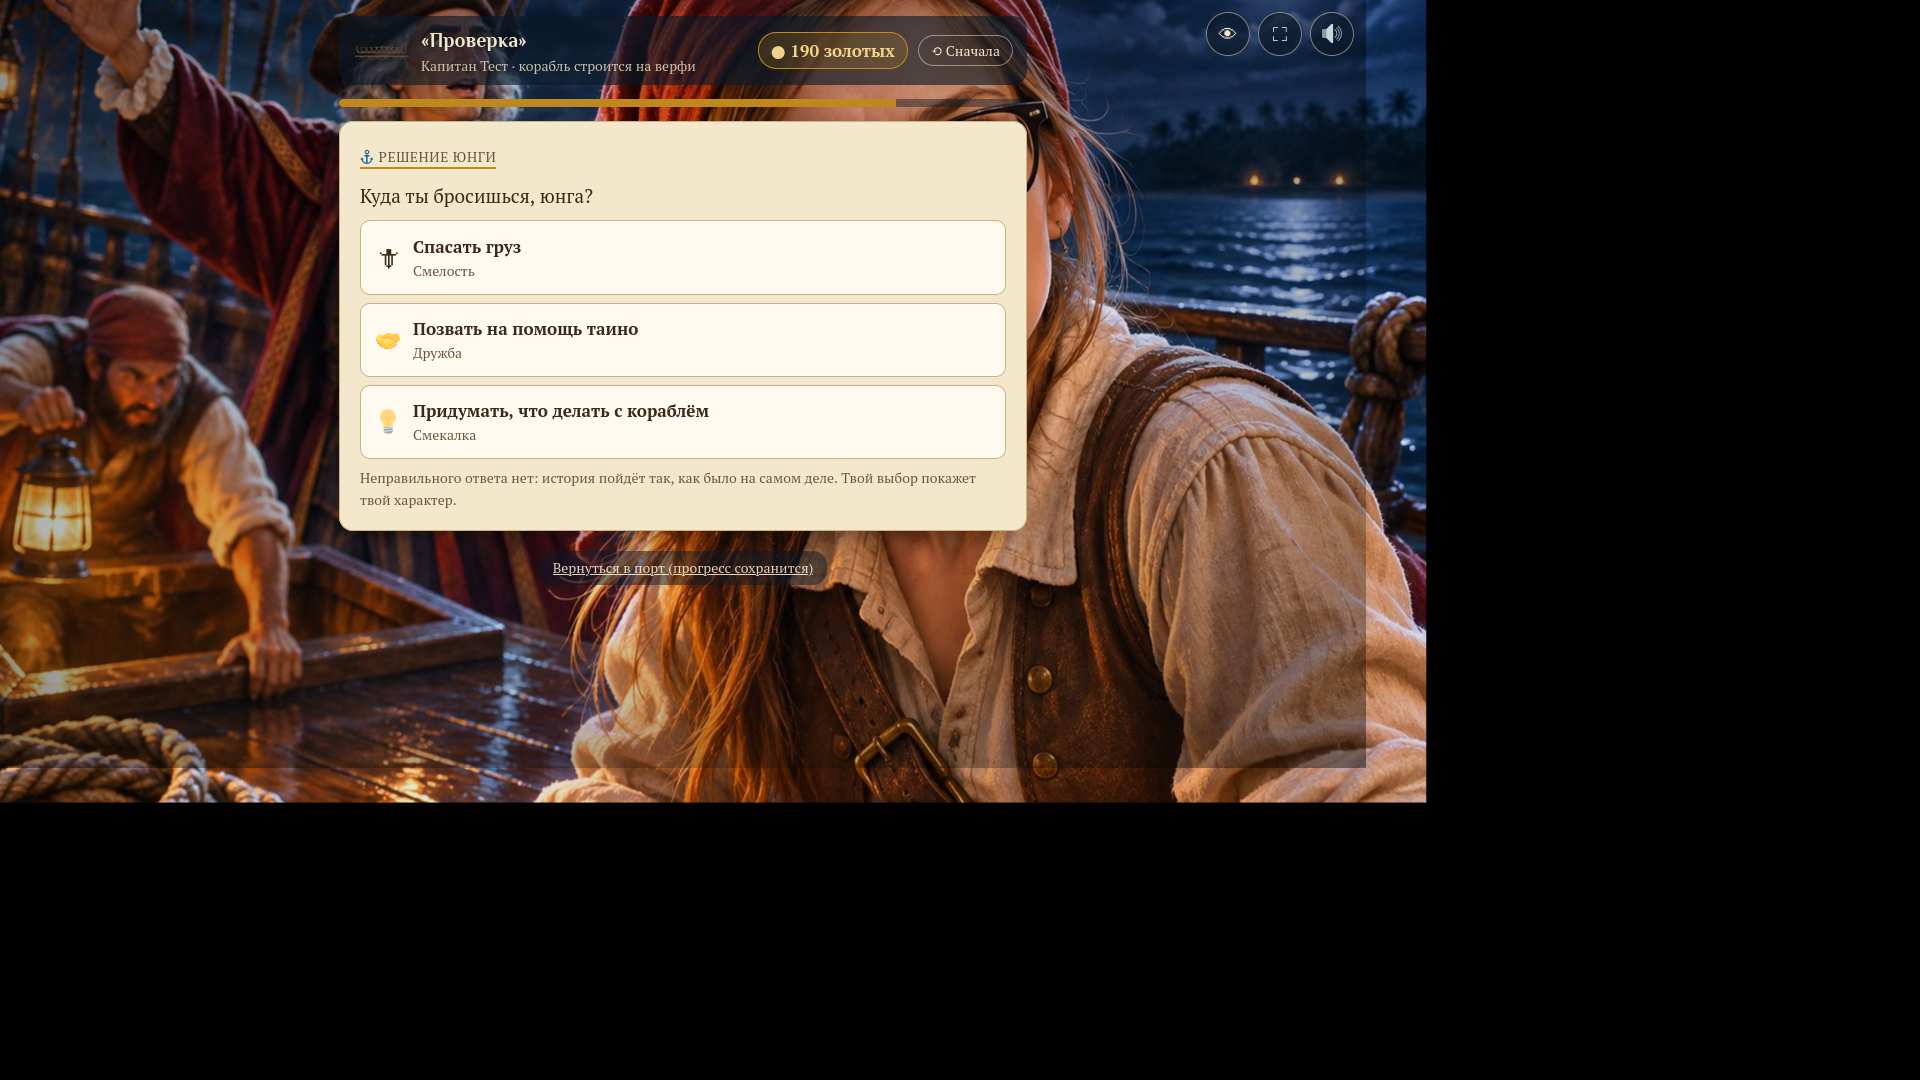 «Проверка»
Капитан Тест · корабль строится на верфи
190 золотых
⟲ Сначала
⚓ РЕШЕНИЕ ЮНГИ
Куда ты бросишься, юнга?
Спасать груз
Смелость
Позвать на помощь таино
Дружба
Придумать, что делать с кораблём
Смекалка
Неправильного ответа нет: история пойдёт так, как было на самом деле. Твой выбор покажет
твой характер.
Вернуться в порт (прогресс сохранится)